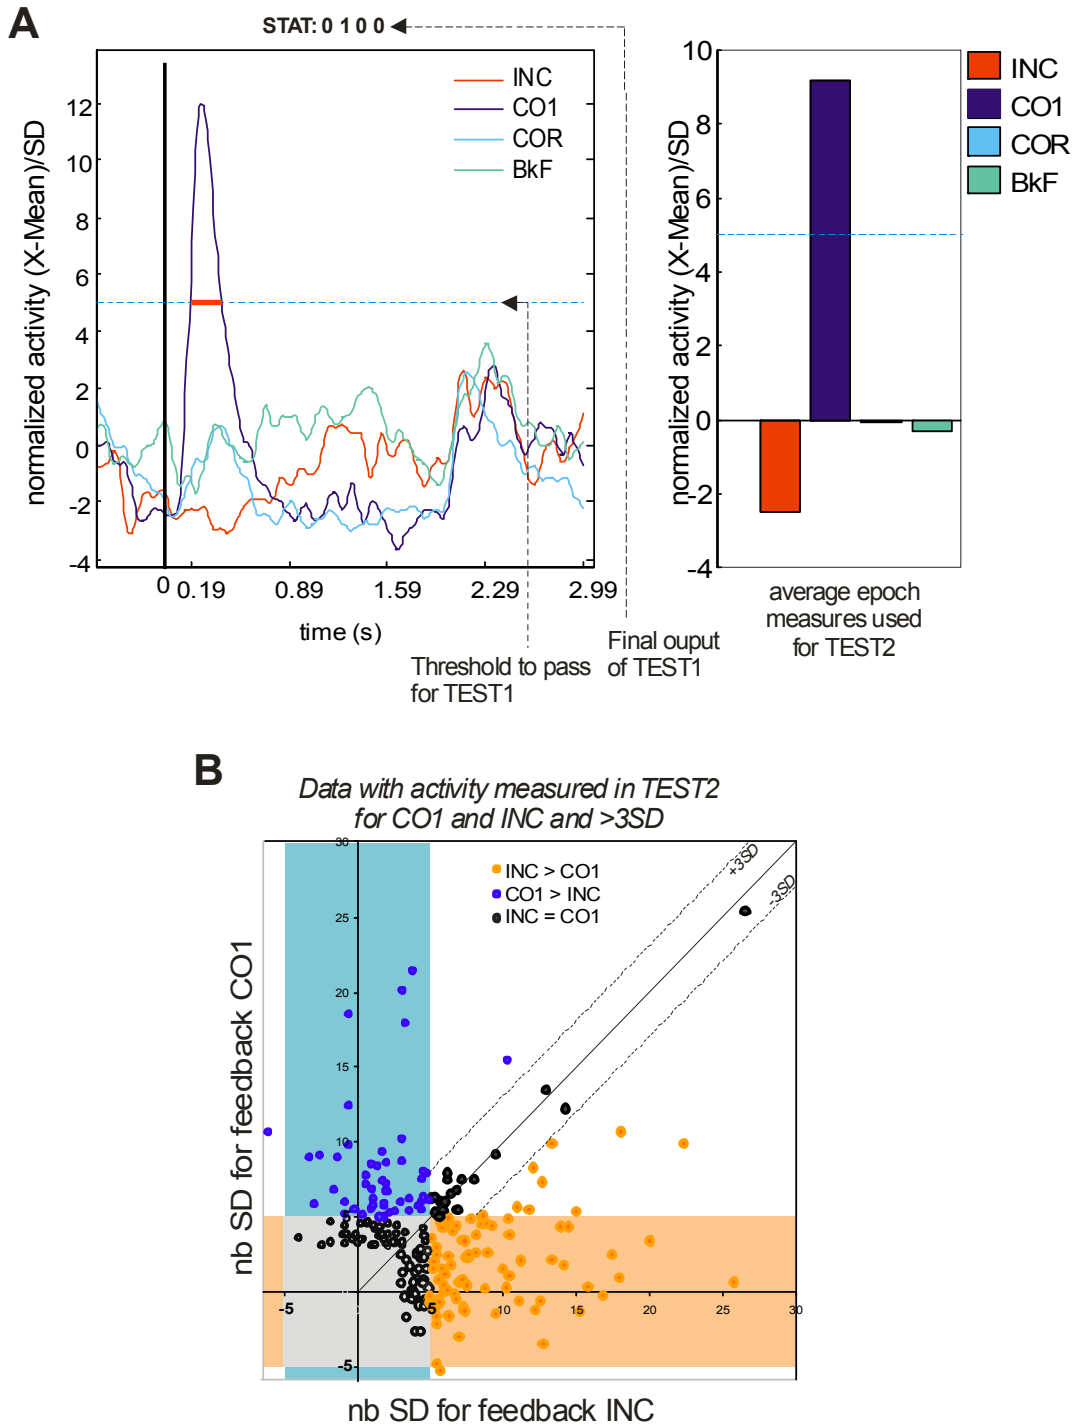 A
STAT: 0 1 0 0
normalized activity (X-Mean)/SD
12
10
8
6
4
2
0
-2
-4
INC
CO1
COR
BkF
0 0.19 0.89 1.59 2.29 2.99
time (s)
Threshold to pass
for TEST1
Final ouput
of TEST1
normalized activity (X-Mean)/SD
10
8
6
4
2
0
-2
-4
INC
CO1
COR
BkF
average epoch
measures used
for TEST2
B
Data with activity measured in TEST2
for CO1 and INC and >3SD
nb SD for feedback CO1
30
25
20
15
10
-5
INC > CO1
CO1 > INC
INC = CO1
+3SD
-3SD
-5 5 10 15 20 25 30
nb SD for feedback INC